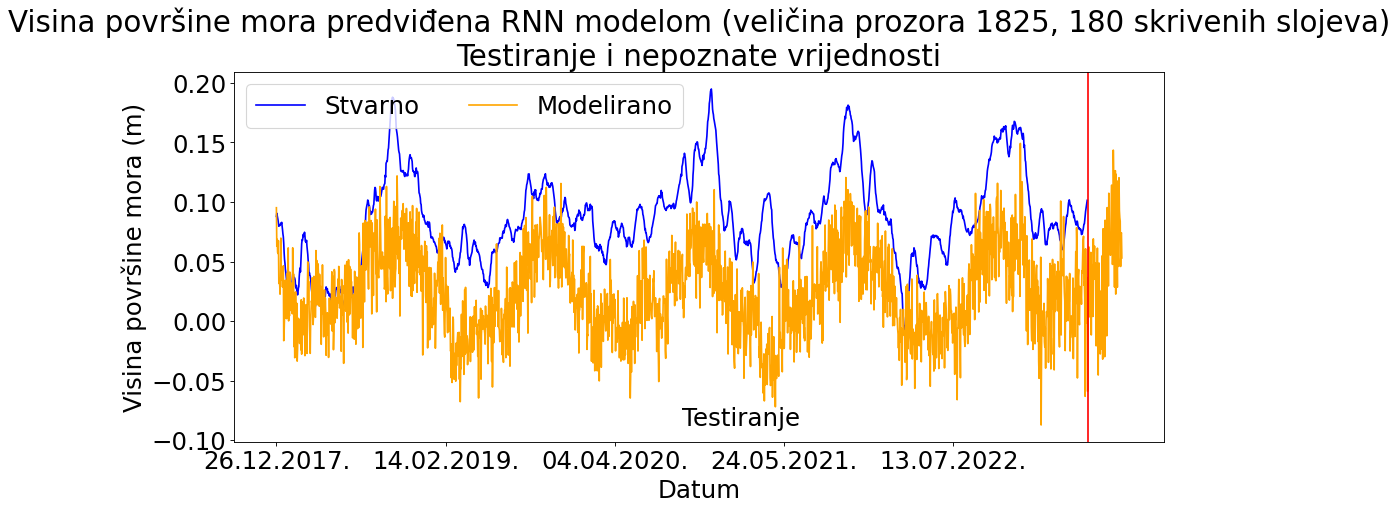 Visina površine mora predviđena RNN modelom (veličina prozora 1825, 180 skrivenih slojeva)
Testiranje i nepoznate vrijednosti
Stvarno Modelirano
Visina površine mora (m)
0.20
0.15
0.10
0.05
0.00
−0.05
−0.10
Testiranje
26.12.2017. 14.02.2019. 04.04.2020. 24.05.2021. 13.07.2022.
Datum